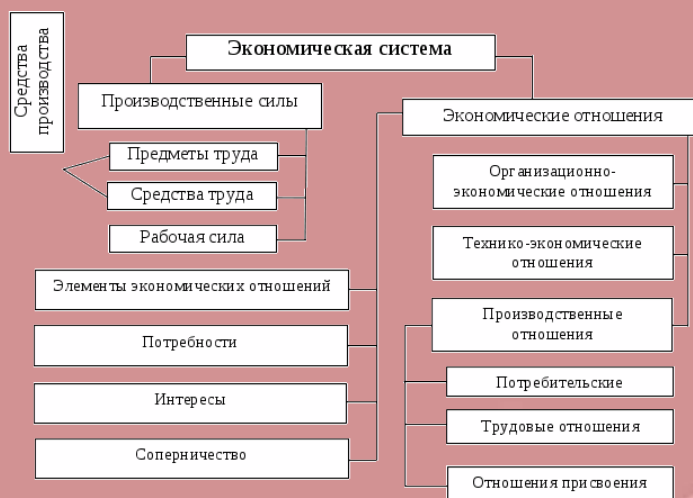 Средства
производства
Экономическая система
Производственные силы
Экономические отношения
Предметы труда
Средства труда
Рабочая сила
Организационно-
экономические отношения
Технико-экономические
отношения
Элементы экономических отношений
Производственные
отношения
Потребности
Потребительские
Интересы
Трудовые отношения
Соперничество
Отношения присвоения